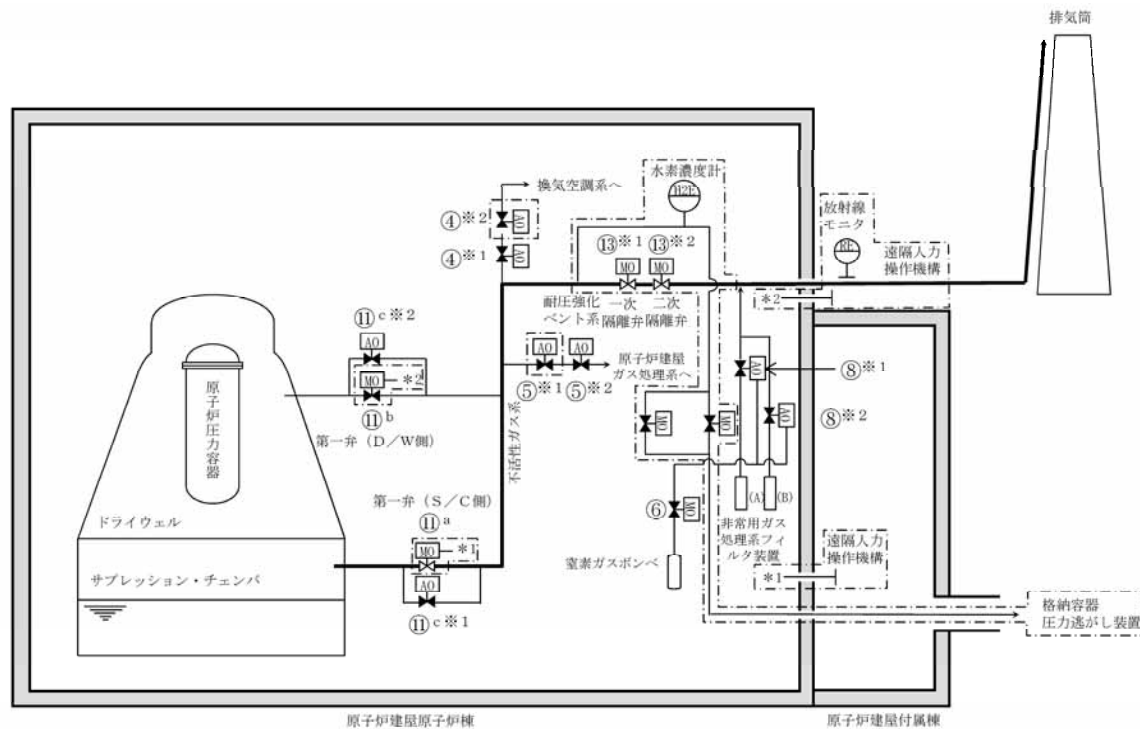 排気筒
水素濃度計
H2E
換気空調系へ
④※2
AO
放射線
モニタ
RE
遠隔人力
操作機構
⑬※1
⑬※2
④※1
AO
MO
MO
耐圧強化
ベント系
一次
隔離弁
二次
隔離弁
*2
⑪c※2
AO
MO
*2
⑪b
第一弁(D/W側)
AO
AO
原子炉建屋
ガス処理系へ
⑤※1
⑤※2
AO
⑧※1
原子炉圧力容器
不活性ガス系
MO
MO
AO
⑧※2
第一弁(S/C側)
⑪a
MO
*1
ドライウェル
(A)
(B)
⑥
MO
非常用ガス
処理系フィ
ルタ装置
遠隔人力
操作機構
サプレッション・チェンバ
AO
⑪c※1
窒素ガスボンベ
*1
格納容器
圧力逃がし装置
原子炉建屋原子炉棟
原子炉建屋付属棟